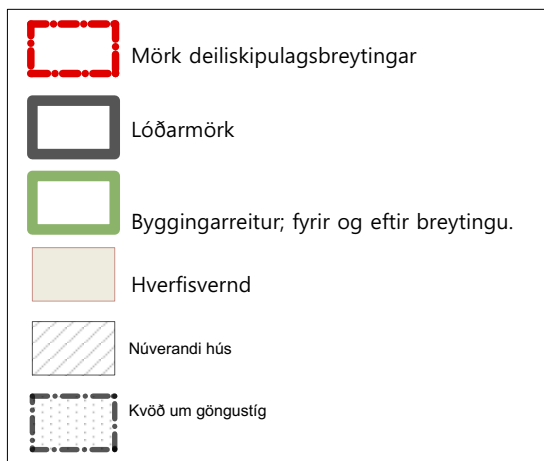 Mörk deiliskipulagsbreytingar
Lóðarmörk
Byggingarreitur; fyrir og eftir breytingu.
Hverfisvernd
Núverandi hús
Kvöð um göngustíg